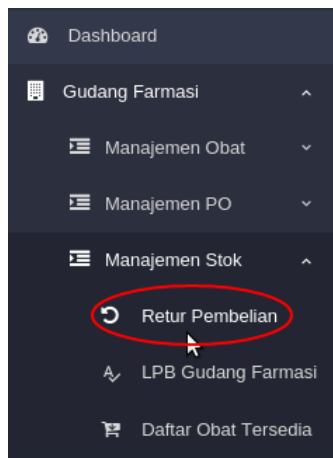 Dashboard
Gudang Farmasi
Manajemen Obat
Manajemen PO
Manajemen Stok
Retur Pembelian
LPB Gudang Farmasi
Daftar Obat Tersedia